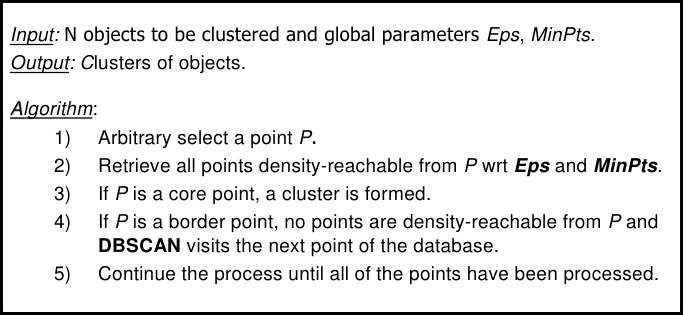 Input: N objects to be clustered and global parameters Eps, MinPts.
Output: Clusters of objects.
Algorithm:
1) Arbitrary select a point P.
2) Retrieve all points density-reachable from P wrt Eps and MinPts.
3) If P is a core point, a cluster is formed.
4) If P is a border point, no points are density-reachable from P and
DBSCAN visits the next point of the database.
5) Continue the process until all of the points have been processed.